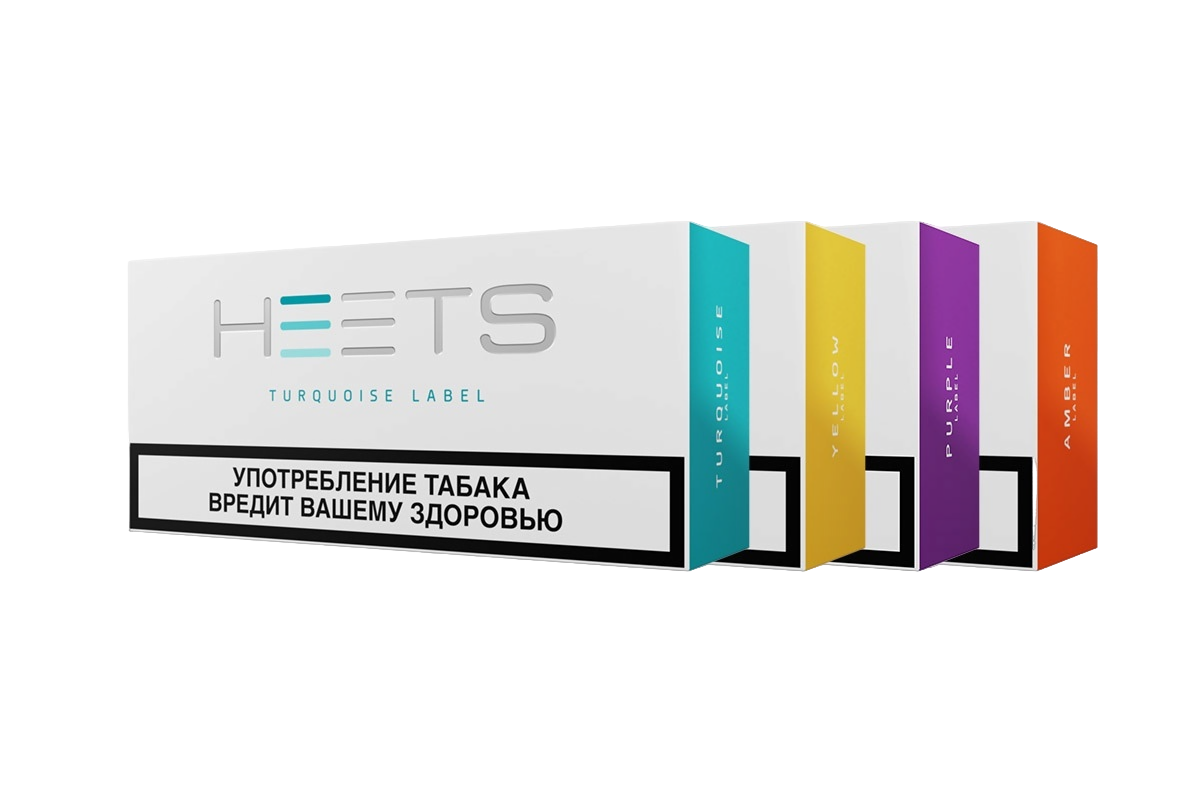 HEETS
TURQUOISE LABEL
УПОТРЕБЛЕНИЕ ТАБАКА
ВРЕДИТ ВАШЕМУ ЗДОРОВЬЮ
TURQUOISE
LABEL
YELLOW
LABEL
PURPLE
LABEL
AMBER
LABEL